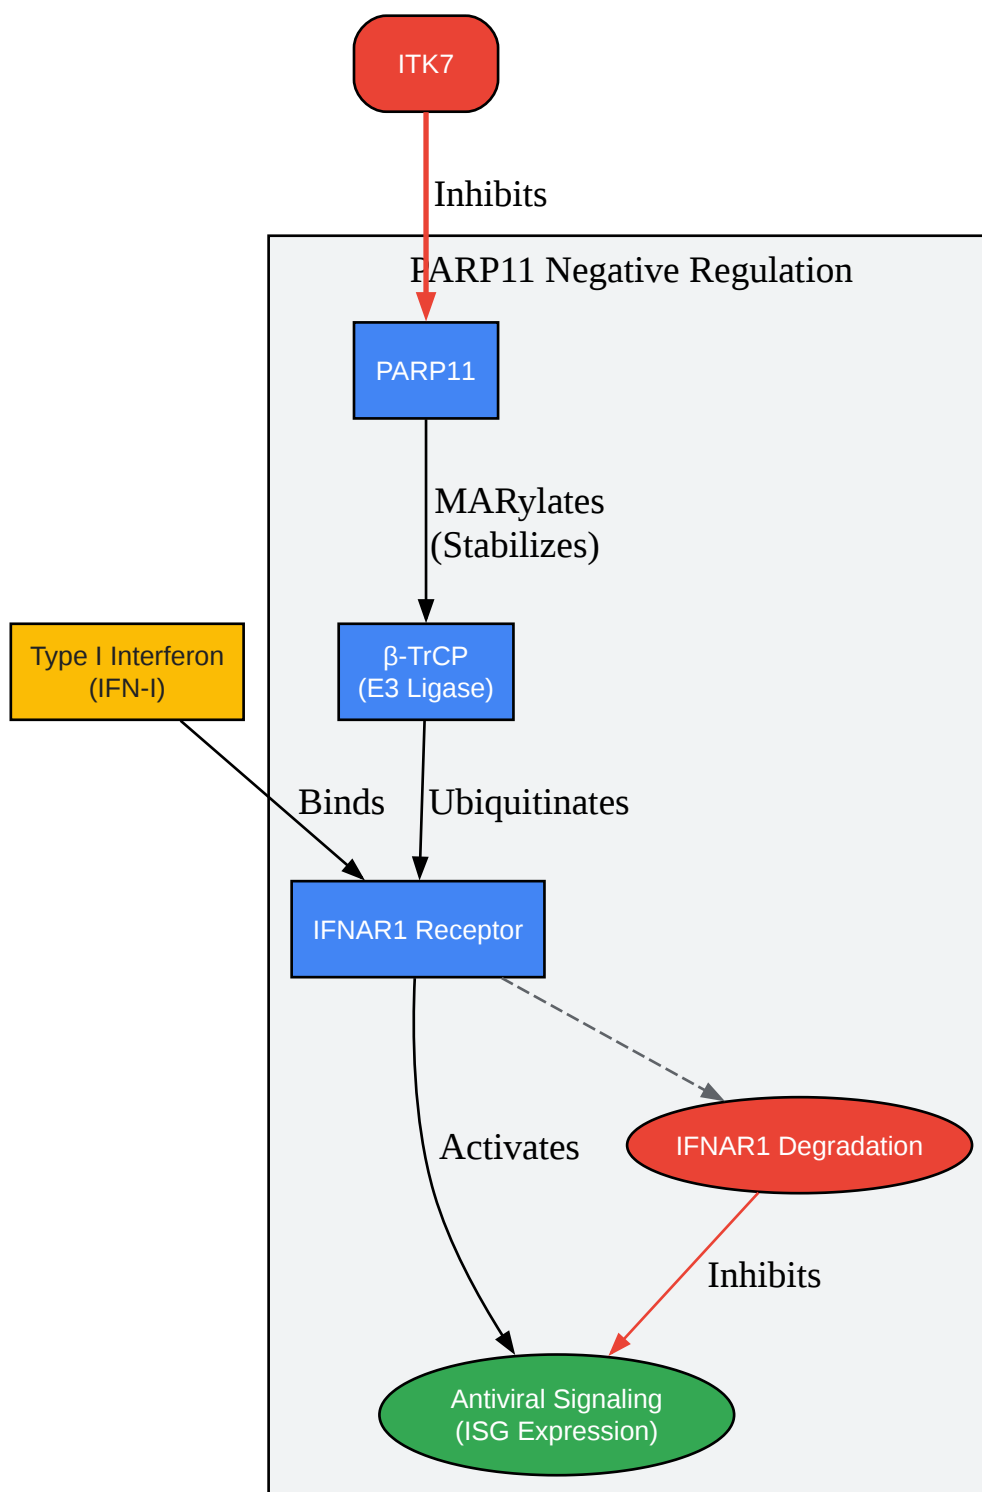 ITK7
Inhibits
PARP11 Negative Regulation
PARP11
MARylates
(Stabilizes)
Type I Interferon
(IFN-I)
β-TrCP
(E3 Ligase)
Binds
Ubiquitinates
IFNAR1 Receptor
Activates
IFNAR1 Degradation
Inhibits
Antiviral Signaling
(ISG Expression)